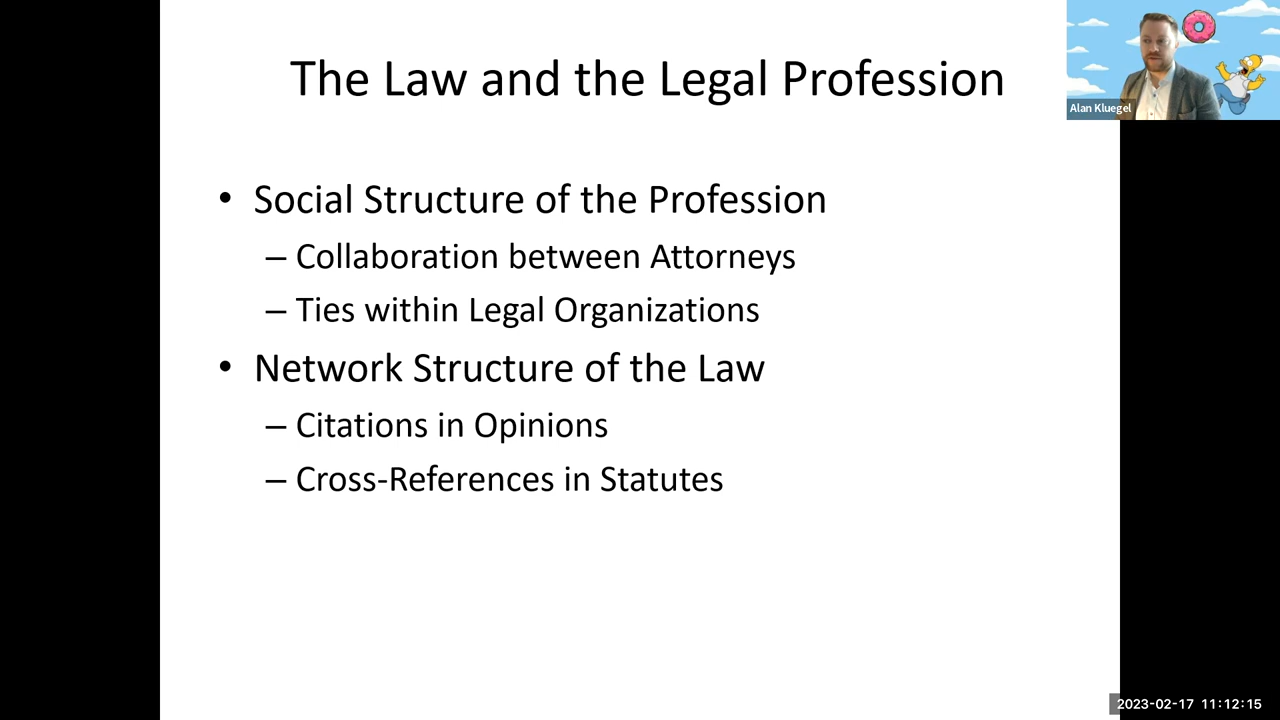 The Law and the Legal Profession
Alan Kluegel
• Social Structure of the Profession
– Collaboration between Attorneys
– Ties within Legal Organizations
• Network Structure of the Law
– Citations in Opinions
– Cross-References in Statutes
2023-02-17 11:12:15